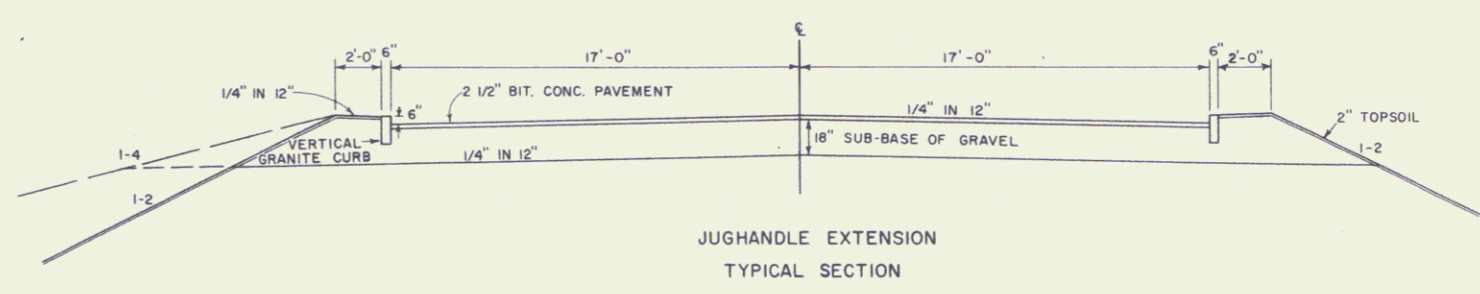 ℄
2'-0" 6" 17'-0" 17'-0" 6" 2'-0"
1/4" IN 12" 2 1/2" BIT. CONC. PAVEMENT
6" 1/4" IN 12" 2" TOPSOIL
VERTICAL
GRANITE CURB
18" SUB-BASE OF GRAVEL
1-4 1/4" IN 12" 1-2
1-2
JUGHANDLE EXTENSION
TYPICAL SECTION